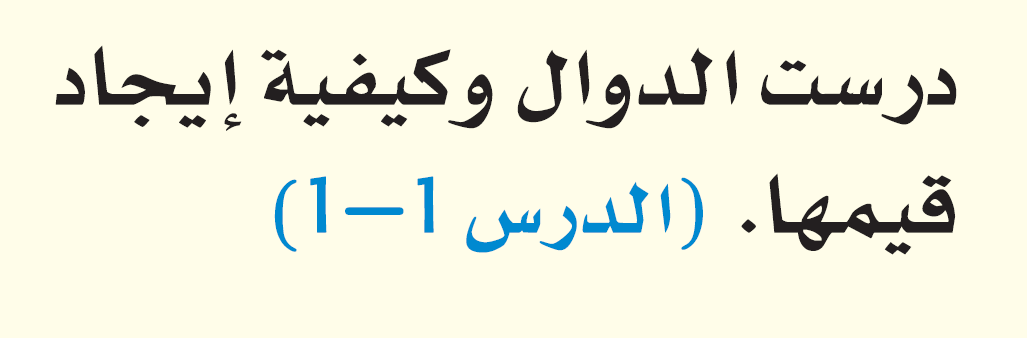 درست الدوال وكيفية إيجاد
قيمها. (الدرس 1–1)